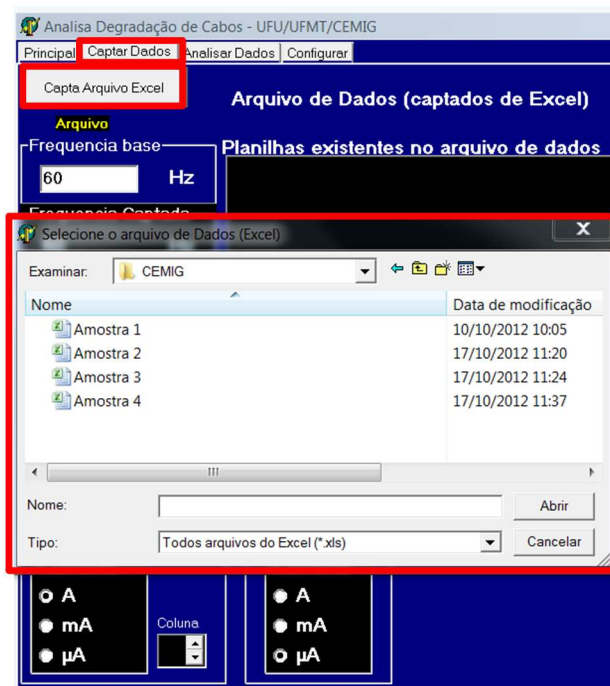 Analisa Degradação de Cabos - UFU/UFMT/CEMIG
Principal Captar Dados Analisar Dados Configurar
Capta Arquivo Excel
Arquivo de Dados (captados de Excel)
Arquivo
Frequencia base
Planilhas existentes no arquivo de dados
60 Hz
Frequencia Captada
Selecione o arquivo de Dados (Excel)
X
Examinar: CEMIG
Nome Data de modificação
Amostra 1 10/10/2012 10:05
Amostra 2 17/10/2012 11:20
Amostra 3 17/10/2012 11:24
Amostra 4 17/10/2012 11:37
Nome: Abrir
Tipo: Todos arquivos do Excel (*.xls) Cancelar
A A
mA Coluna mA
µA µA